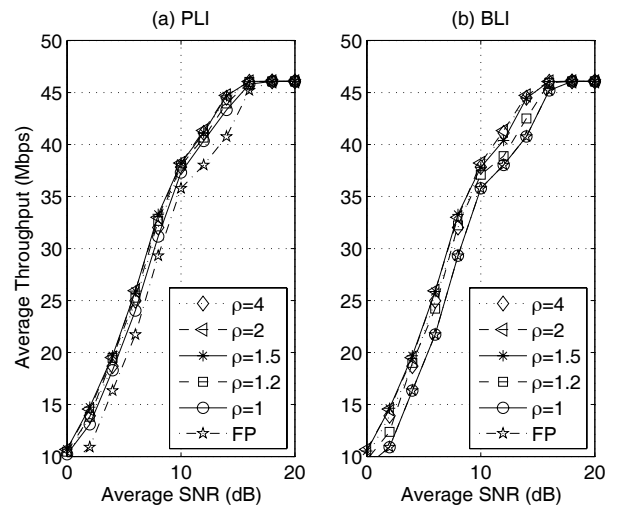 (a) PLI
(b) BLI
Average Throughput (Mbps)
50
45
40
35
30
25
20
15
10
0
10
20
Average SNR (dB)
ρ=4
ρ=2
ρ=1.5
ρ=1.2
ρ=1
FP
50
45
40
35
30
25
20
15
10
0
10
20
Average SNR (dB)
ρ=4
ρ=2
ρ=1.5
ρ=1.2
ρ=1
FP